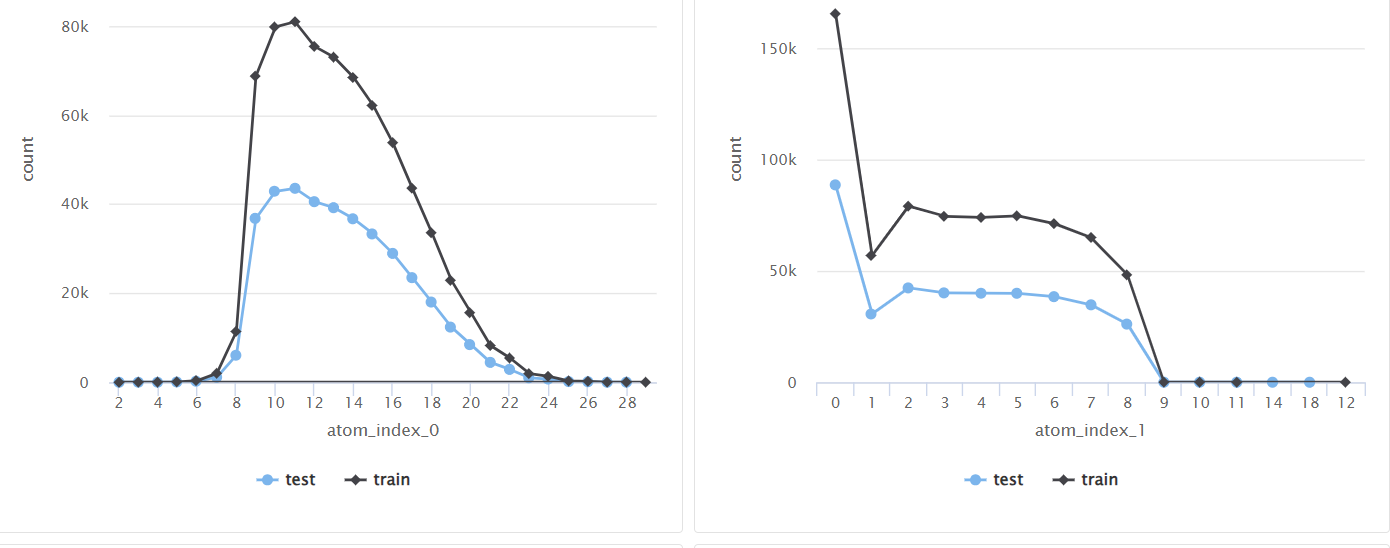 80k
60k
40k
20k
0
count
2 4 6 8 10 12 14 16 18 20 22 24 26 28
atom_index_0
test train
150k
100k
50k
0
count
0 1 2 3 4 5 6 7 8 9 10 11 14 18 12
atom_index_1
test train